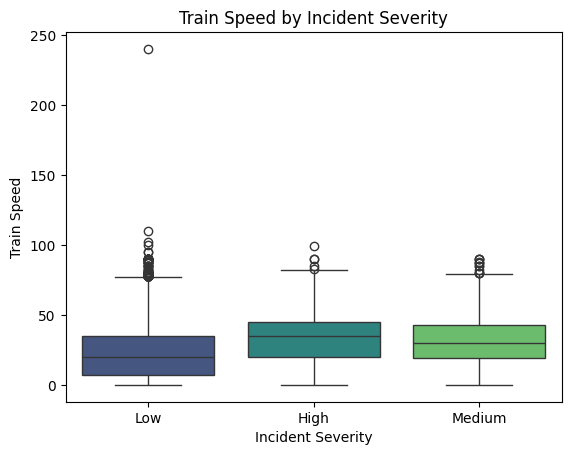 Train Speed by Incident Severity
250
200
150
100
50
0
Train Speed
Low
High
Medium
Incident Severity